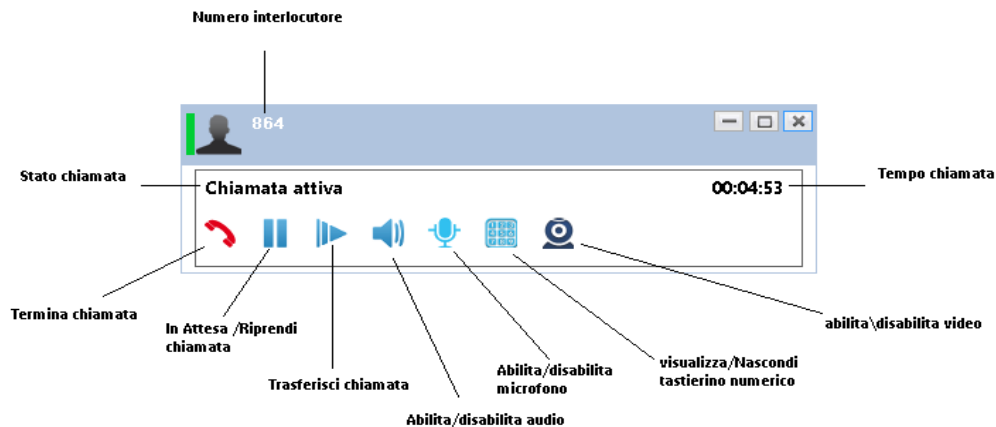 Numero interlocutore
864
Stato chiamata
Chiamata attiva
00:04:53
Tempo chiamata
Termina chiamata
In Attesa /Riprendi
chiamata
Trasferisci chiamata
Abilita/disabilita audio
Abilita/disabilita
microfono
visualizza/Nascondi
tastierino numerico
abilita\disabilita video